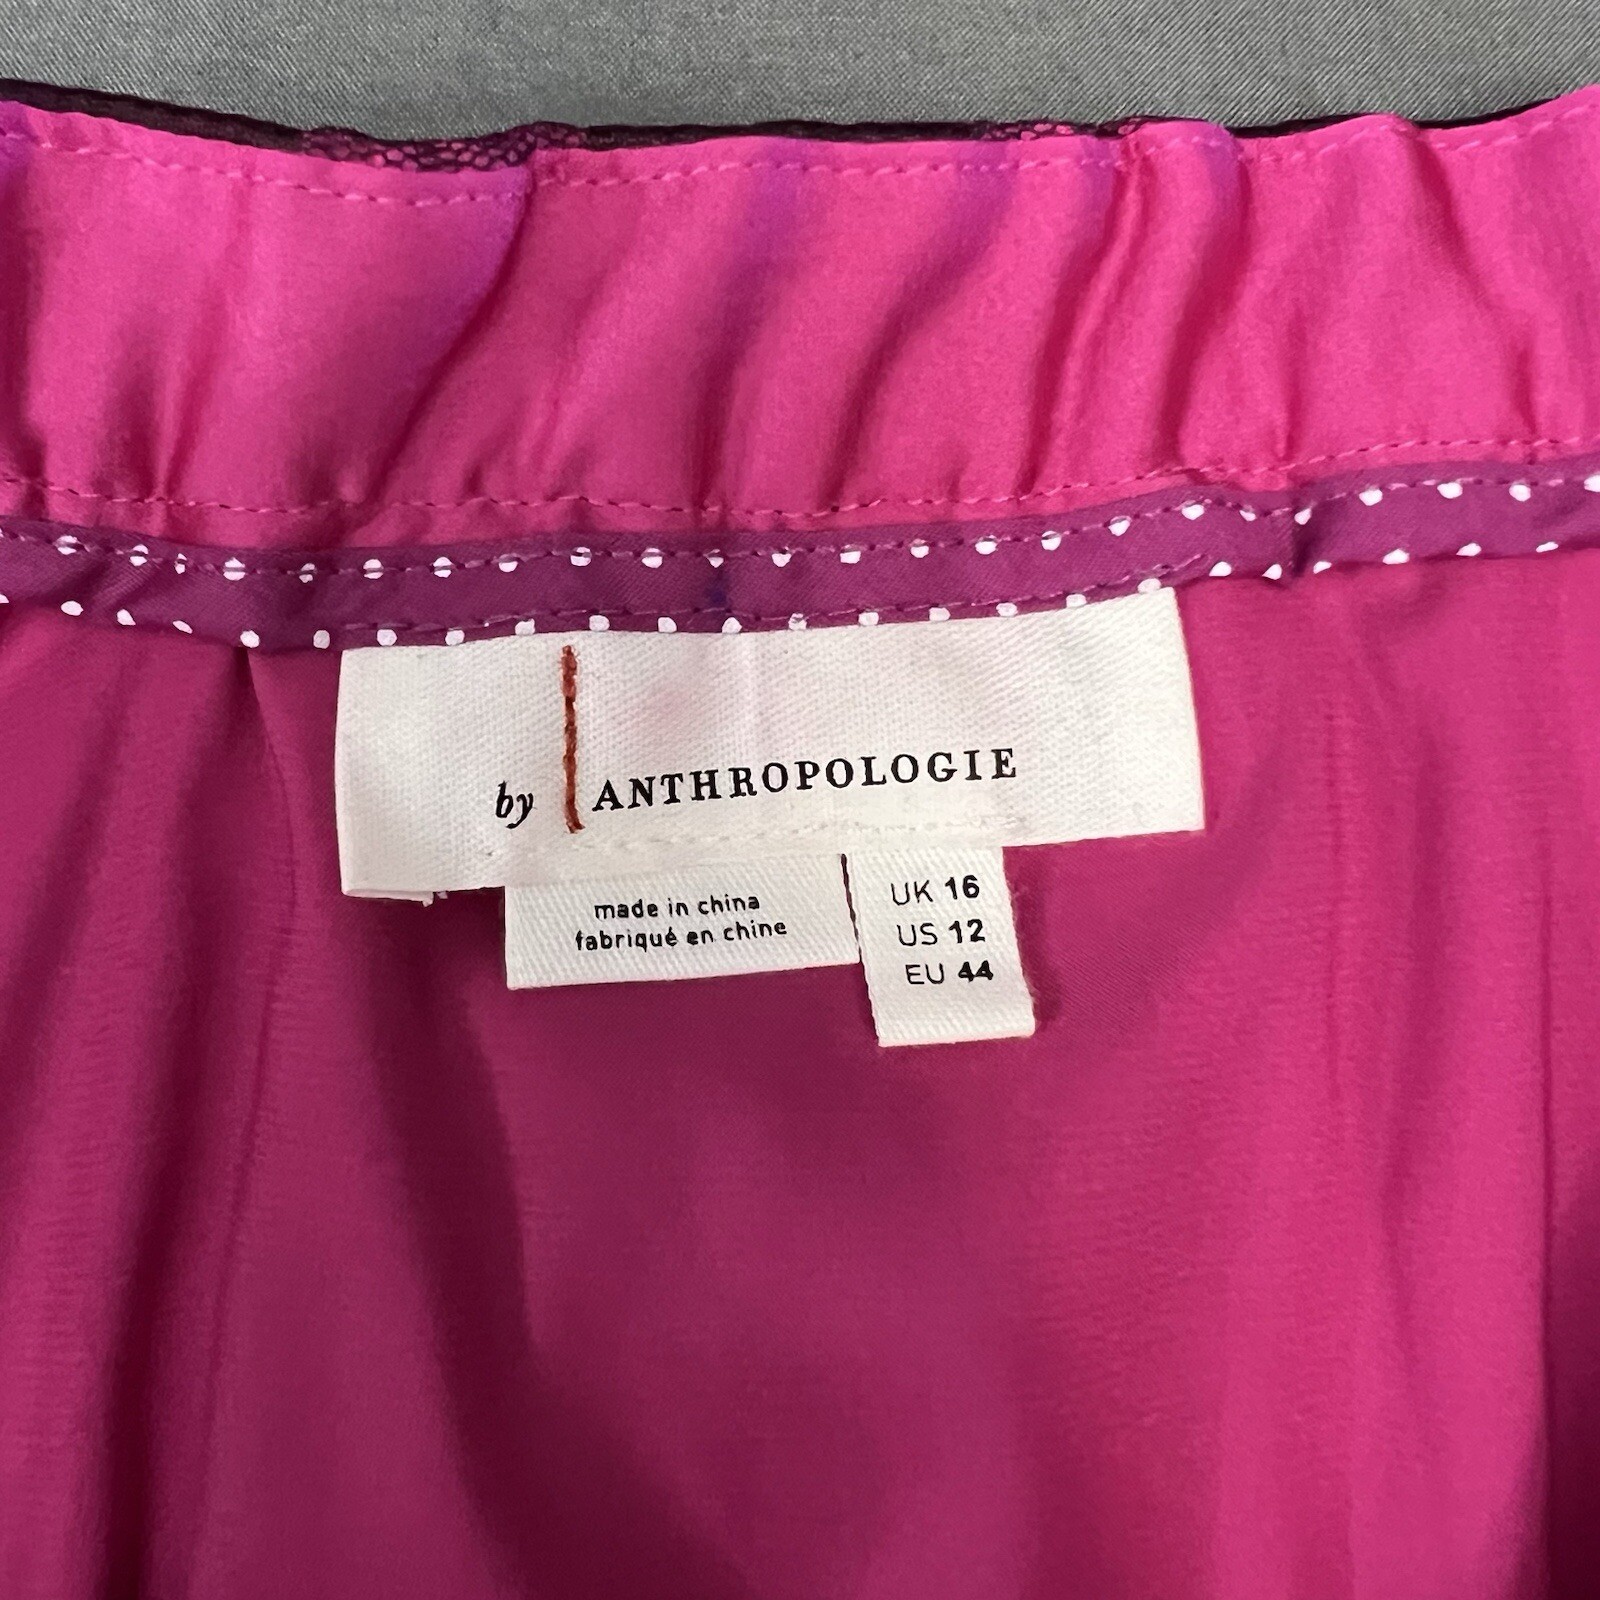 by ANTHROPOLOGIE
made in china
fabriqué en chine
UK 16
US 12
EU 44